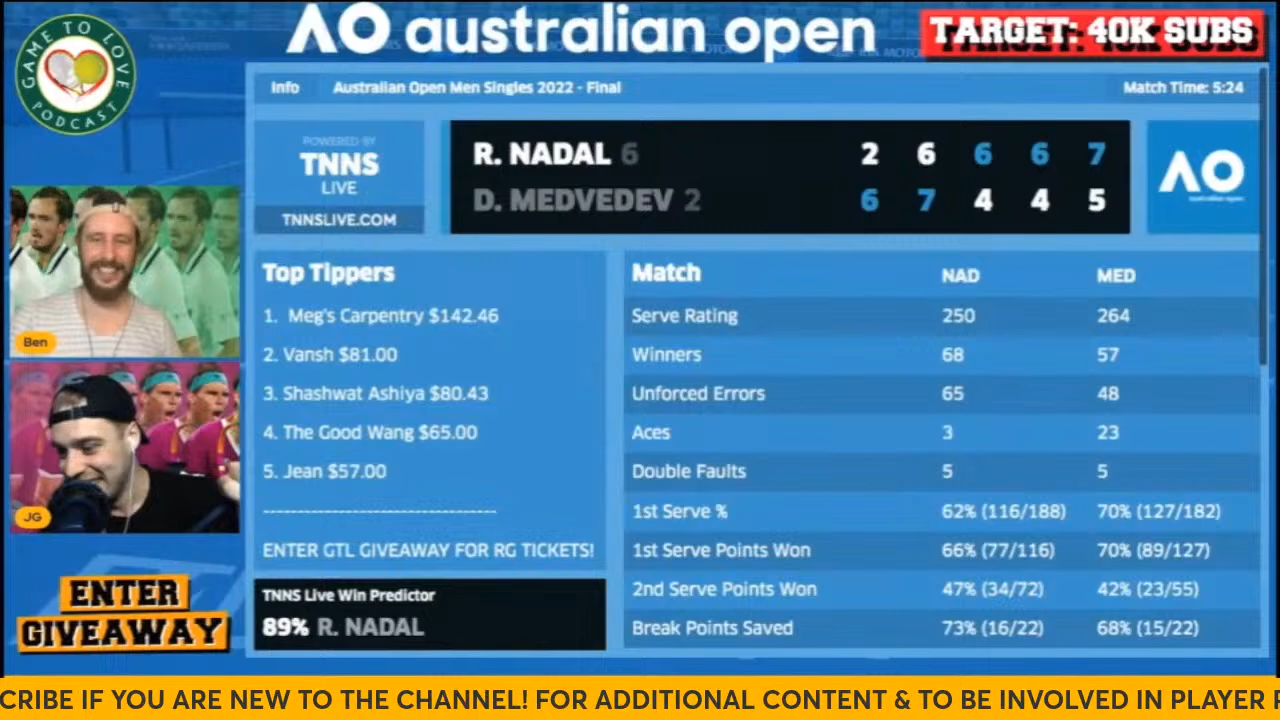 GAME TO LOVE
PODCAST
AO australian open
TARGET: 40K SUBS
Info Australian Open Men Singles 2022 - Final Match Time: 5:24
POWERED BY
TNNS
LIVE
TNNSLIVE.COM
R. NADAL 6 2 6 6 6 7
D. MEDVEDEV 2 6 7 4 4 5
AO
australian open
Ben
JG
ENTER
GIVEAWAY
Top Tippers
1. Meg's Carpentry $142.46
2. Vansh $81.00
3. Shashwat Ashiya $80.43
4. The Good Wang $65.00
5. Jean $57.00
--------------------------------
ENTER GTL GIVEAWAY FOR RG TICKETS!
TNNS Live Win Predictor
89% R. NADAL
Match NAD MED
Serve Rating 250 264
Winners 68 57
Unforced Errors 65 48
Aces 3 23
Double Faults 5 5
1st Serve % 62% (116/188) 70% (127/182)
1st Serve Points Won 66% (77/116) 70% (89/127)
2nd Serve Points Won 47% (34/72) 42% (23/55)
Break Points Saved 73% (16/22) 68% (15/22)
CRIBE IF YOU ARE NEW TO THE CHANNEL! FOR ADDITIONAL CONTENT & TO BE INVOLVED IN PLAYER